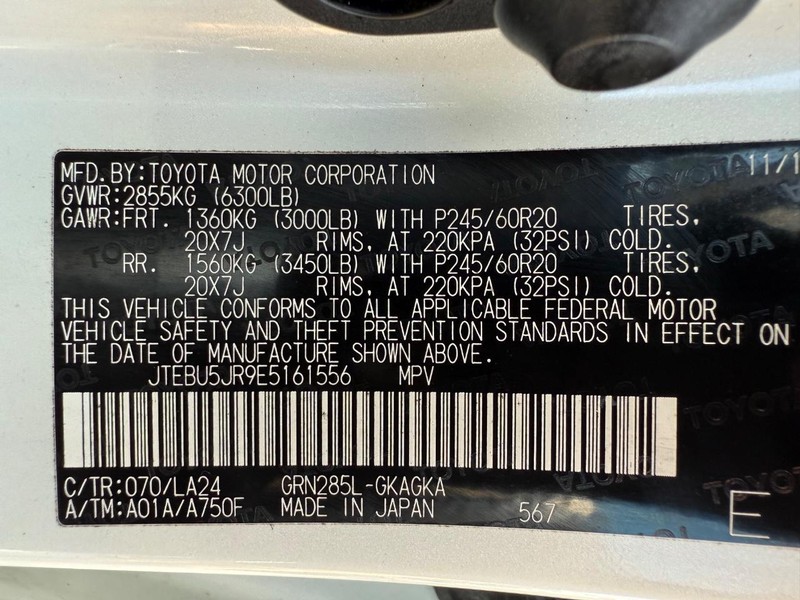 MFD. BY: TOYOTA MOTOR CORPORATION 11/1
GVWR: 2855KG (6300LB)
GAWR: FRT. 1360KG (3000LB) WITH P245/60R20 TIRES,
20X7J RIMS, AT 220KPA (32PSI) COLD.
RR. 1560KG (3450LB) WITH P245/60R20 TIRES,
20X7J RIMS, AT 220KPA (32PSI) COLD.
THIS VEHICLE CONFORMS TO ALL APPLICABLE FEDERAL MOTOR
VEHICLE SAFETY AND THEFT PREVENTION STANDARDS IN EFFECT ON
THE DATE OF MANUFACTURE SHOWN ABOVE.
JTEBU5JR9E5161556 MPV
C/TR: 070/LA24 GRN285L-GKAGKA
A/TM: A01A/A750F MADE IN JAPAN 567 E